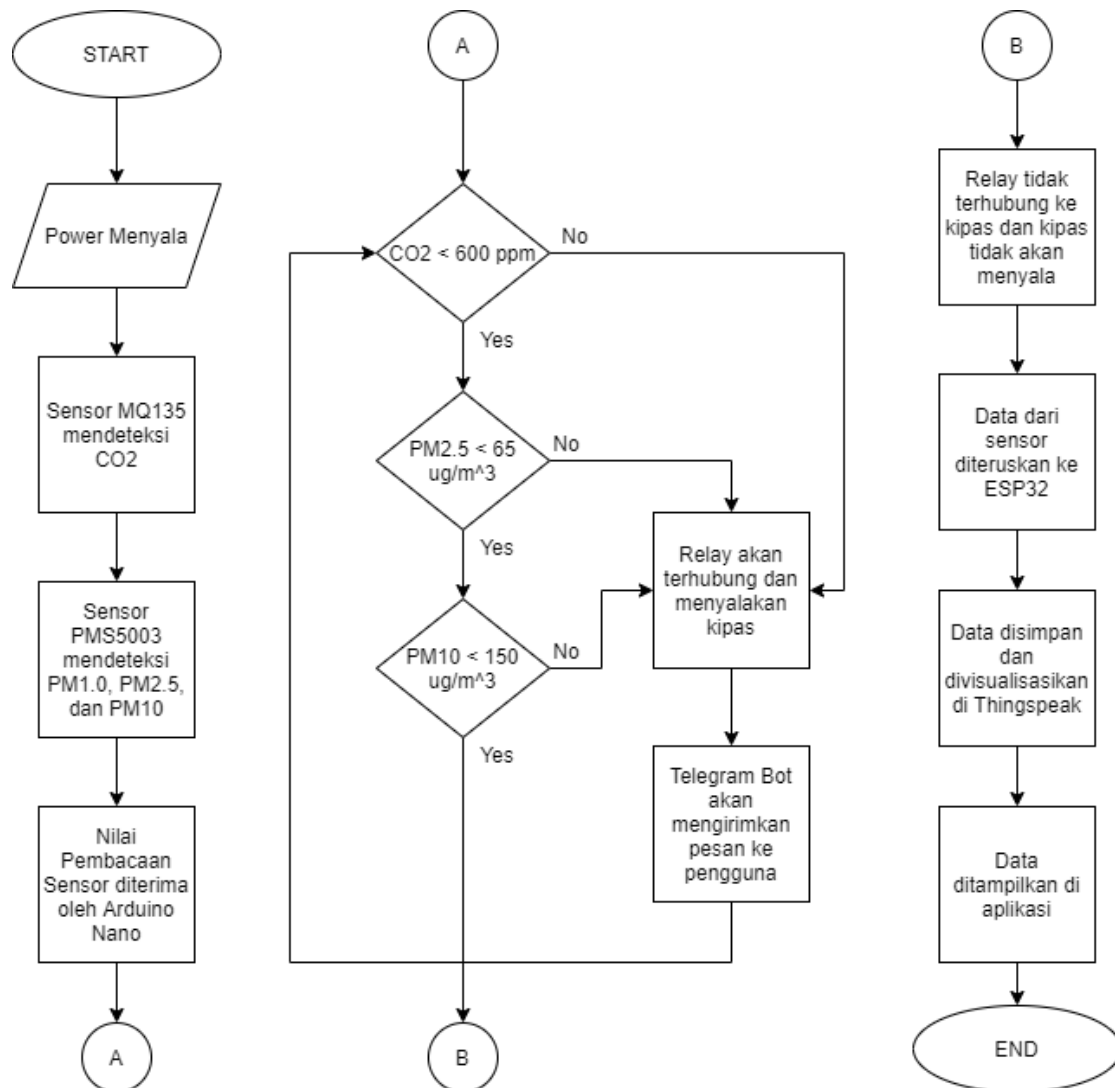 START
Power Menyala
Sensor MQ135
mendeteksi
CO2
Sensor
PMS5003
mendeteksi
PM1.0, PM2.5,
dan PM10
Nilai
Pembacaan
Sensor diterima
oleh Arduino
Nano
A
A
CO2 < 600 ppm
No
Yes
PM2.5 < 65
ug/m^3
No
Yes
PM10 < 150
ug/m^3
No
Yes
Relay akan
terhubung dan
menyalakan
kipas
Telegram Bot
akan
mengirimkan
pesan ke
pengguna
B
B
Relay tidak
terhubung ke
kipas dan kipas
tidak akan
menyala
Data dari
sensor
diteruskan ke
ESP32
Data disimpan
dan
divisualisasikan
di Thingspeak
Data
ditampilkan di
aplikasi
END